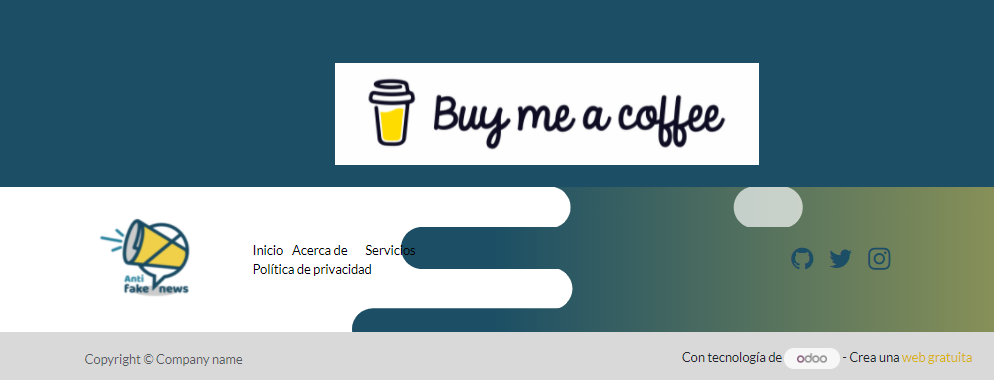 Buy me a coffee
Anti
fake news
Inicio Acerca de Servicios
Política de privacidad
Copyright © Company name
Con tecnología de odoo - Crea una web gratuita